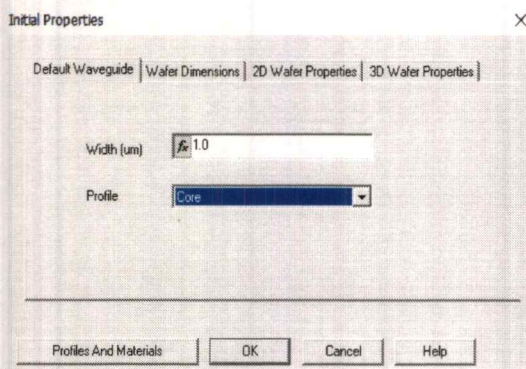 Initial Properties
Default Waveguide Wafer Dimensions 2D Wafer Properties 3D Wafer Properties
Width (um) fx 1.0
Profile Core
Profiles And Materials OK Cancel Help